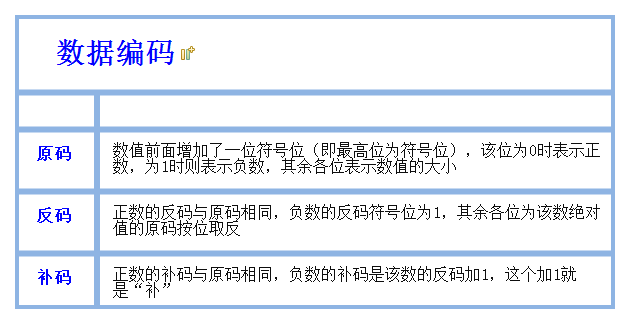 数据编码
原码
数值前面增加了一位符号位（即最高位为符号位），该位为0时表示正
数，为1时则表示负数，其余各位表示数值的大小
反码
正数的反码与原码相同，负数的反码符号位为1，其余各位为该数绝对
值的原码按位取反
补码
正数的补码与原码相同，负数的补码是该数的反码加1，这个加1就
是“补”